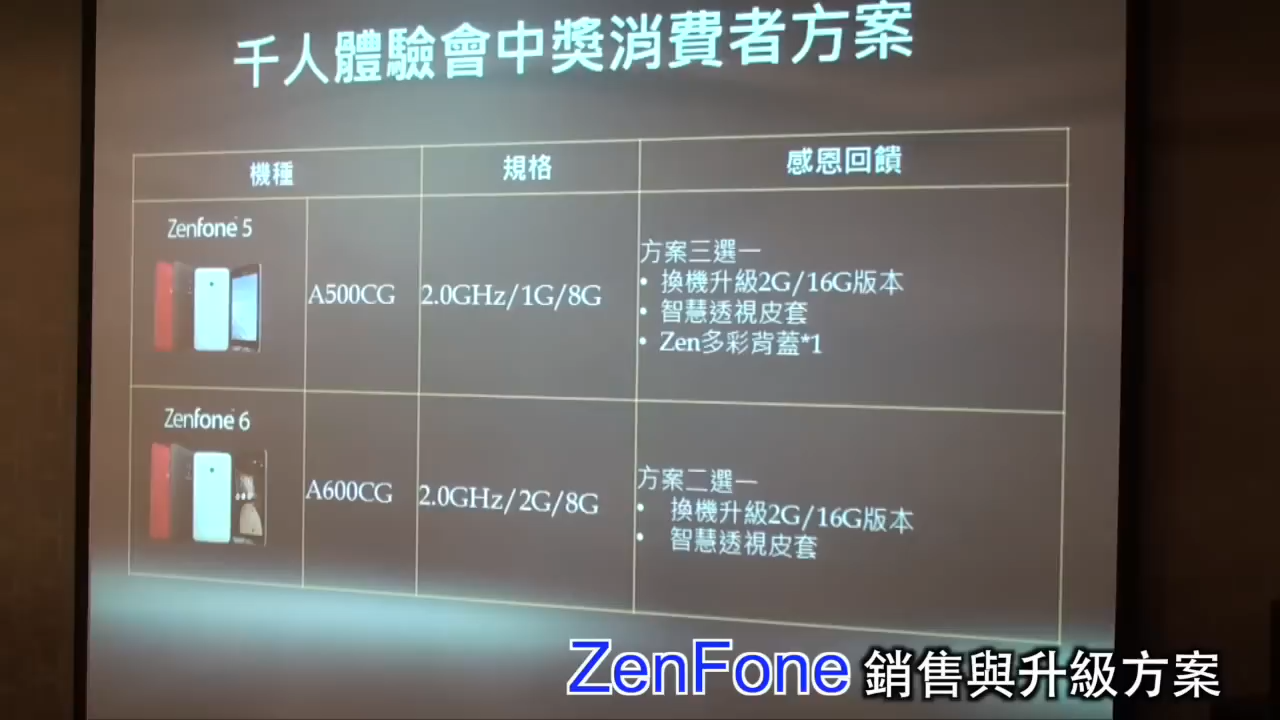 千人體驗會中獎消費者方案
機種
規格
感恩回饋
Zenfone 5
A500CG
2.0GHz/1G/8G
方案三選一
• 換機升級2G/16G版本
• 智慧透視皮套
• Zen多彩背蓋*1
Zenfone 6
A600CG
2.0GHz/2G/8G
方案二選一
• 換機升級2G/16G版本
• 智慧透視皮套
ZenFone 銷售與升級方案